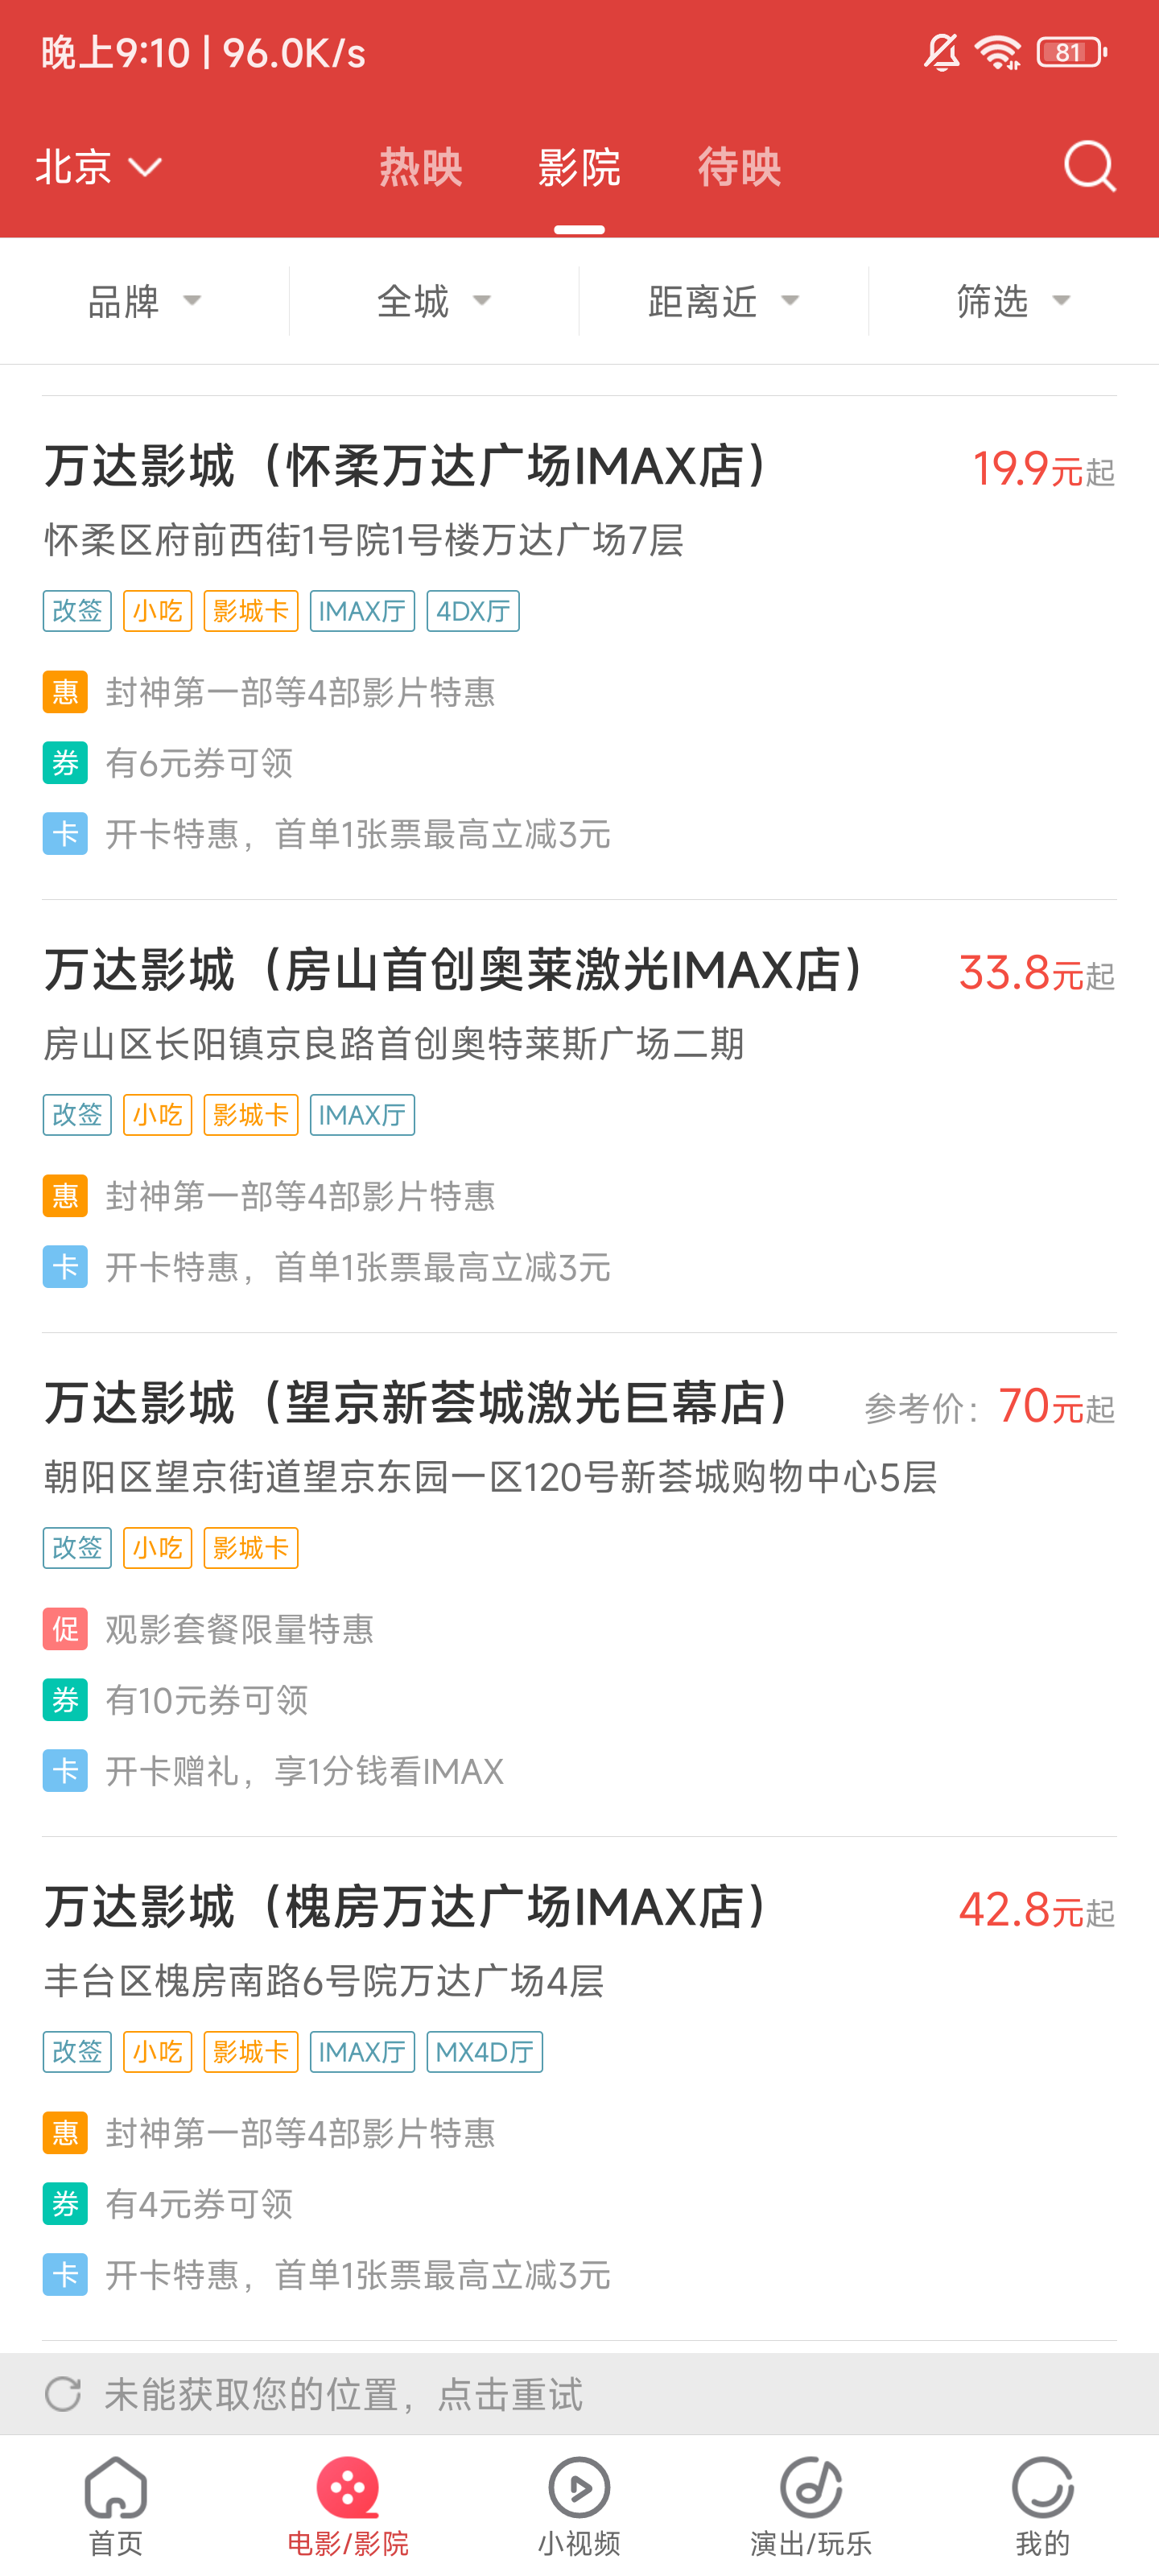 晚上9:10 | 96.0K/s 81
北京 热映 影院 待映
品牌 全城 距离近 筛选
万达影城（怀柔万达广场IMAX店） 19.9元起
怀柔区府前西街1号院1号楼万达广场7层
改签 小吃 影城卡 IMAX厅 4DX厅
惠 封神第一部等4部影片特惠
券 有6元券可领
卡 开卡特惠，首单1张票最高立减3元
万达影城（房山首创奥莱激光IMAX店） 33.8元起
房山区长阳镇京良路首创奥特莱斯广场二期
改签 小吃 影城卡 IMAX厅
惠 封神第一部等4部影片特惠
卡 开卡特惠，首单1张票最高立减3元
万达影城（望京新荟城激光巨幕店） 参考价：70元起
朝阳区望京街道望京东园一区120号新荟城购物中心5层
改签 小吃 影城卡
促 观影套餐限量特惠
券 有10元券可领
卡 开卡赠礼，享1分钱看IMAX
万达影城（槐房万达广场IMAX店） 42.8元起
丰台区槐房南路6号院万达广场4层
改签 小吃 影城卡 IMAX厅 MX4D厅
惠 封神第一部等4部影片特惠
券 有4元券可领
卡 开卡特惠，首单1张票最高立减3元
未能获取您的位置，点击重试
首页 电影/影院 小视频 演出/玩乐 我的